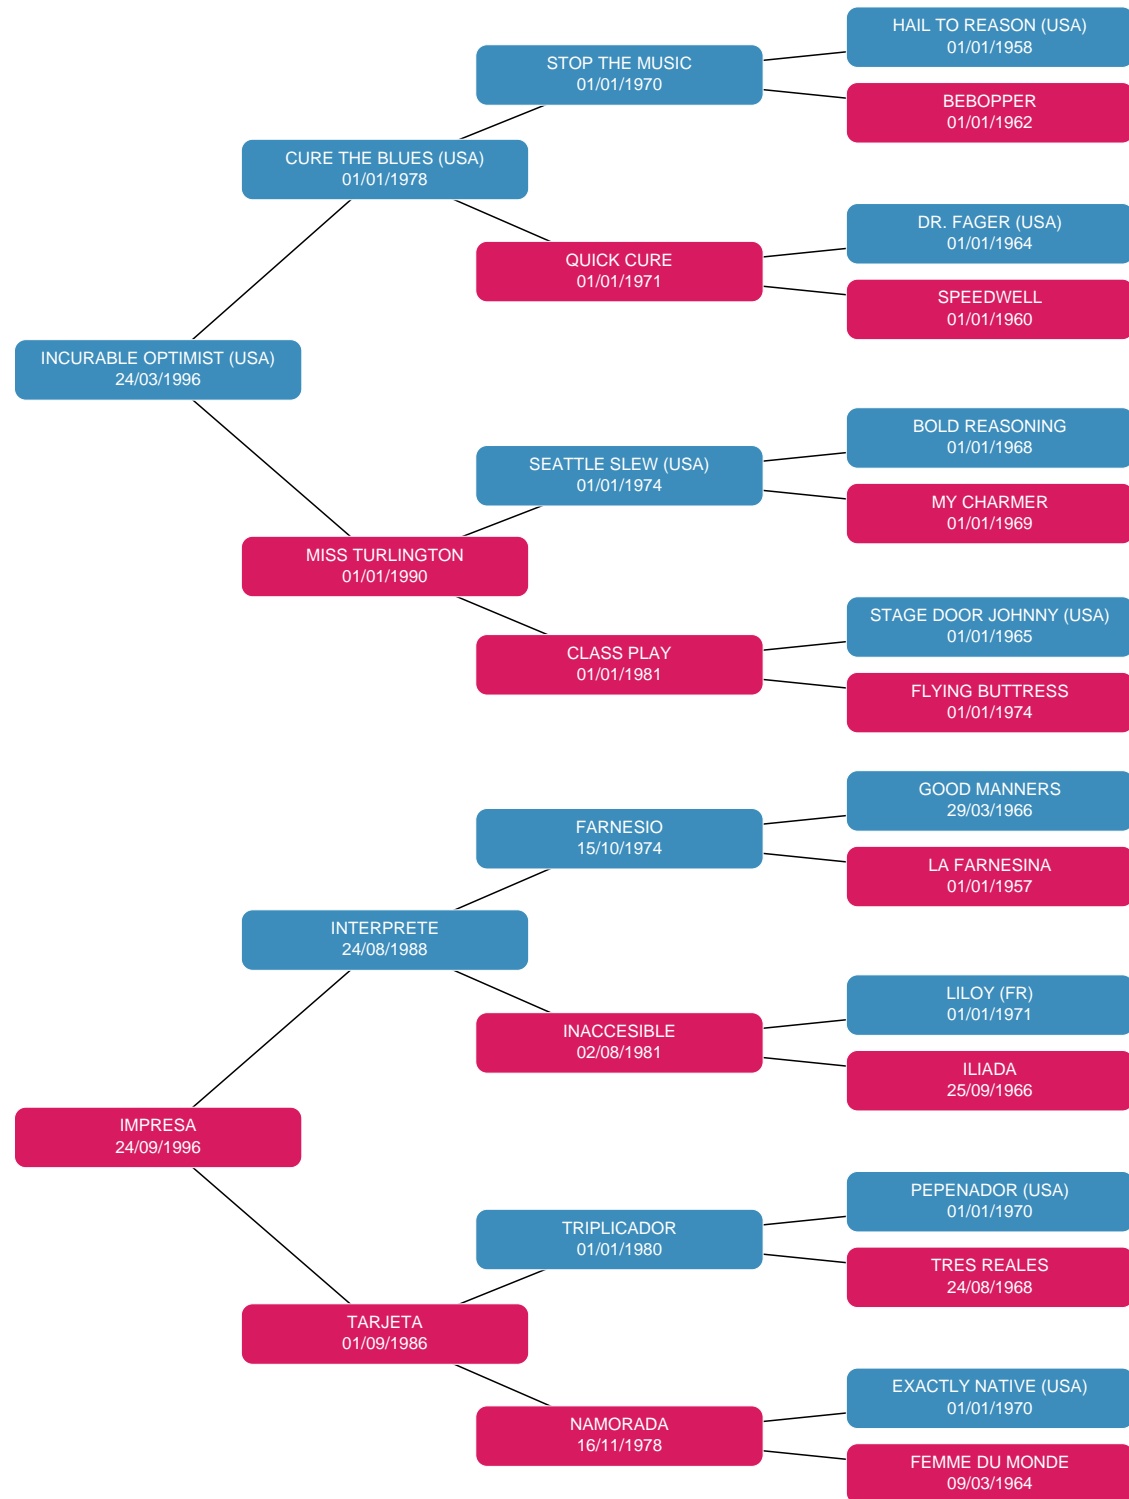 HAIL TO REASON (USA)
01/01/1958
STOP THE MUSIC
01/01/1970
BEBOPPER
01/01/1962
CURE THE BLUES (USA)
01/01/1978
DR. FAGER (USA)
01/01/1964
QUICK CURE
01/01/1971
SPEEDWELL
01/01/1960
INCURABLE OPTIMIST (USA)
24/03/1996
BOLD REASONING
01/01/1968
SEATTLE SLEW (USA)
01/01/1974
MY CHARMER
01/01/1969
MISS TURLINGTON
01/01/1990
STAGE DOOR JOHNNY (USA)
01/01/1965
CLASS PLAY
01/01/1981
FLYING BUTTRESS
01/01/1974
GOOD MANNERS
29/03/1966
FARNESIO
15/10/1974
LA FARNESINA
01/01/1957
INTERPRETE
24/08/1988
LILOY (FR)
01/01/1971
INACCESIBLE
02/08/1981
ILIADA
25/09/1966
IMPRESA
24/09/1996
PEPENADOR (USA)
01/01/1970
TRIPLICADOR
01/01/1980
TRES REALES
24/08/1968
TARJETA
01/09/1986
EXACTLY NATIVE (USA)
01/01/1970
NAMORADA
16/11/1978
FEMME DU MONDE
09/03/1964